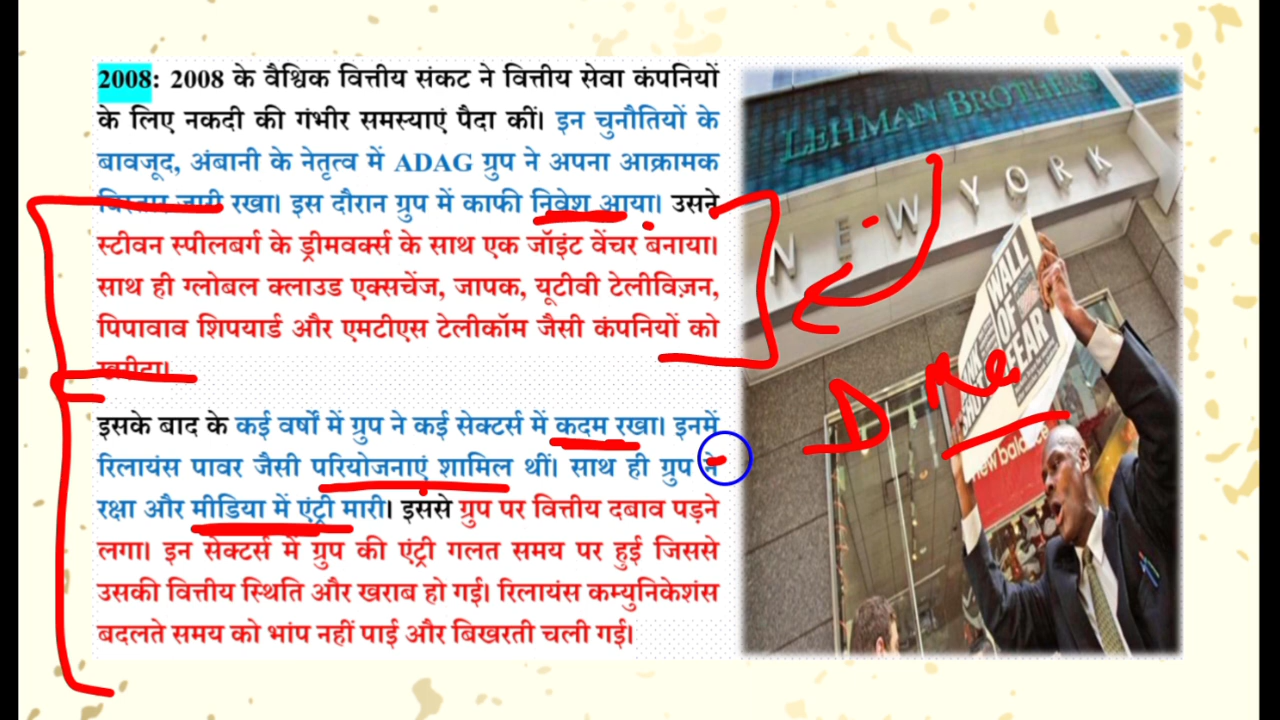 2008: 2008 के वैश्विक वित्तीय संकट ने वित्तीय सेवा कंपनियों
के लिए नकदी की गंभीर समस्याएं पैदा कीं। इन चुनौतियों के
बावजूद, अंबानी के नेतृत्व में ADAG ग्रुप ने अपना आक्रामक
विस्तार जारी रखा। इस दौरान ग्रुप में काफी निवेश आया। उसने
स्टीवन स्पीलबर्ग के ड्रीमवर्क्स के साथ एक जॉइंट वेंचर बनाया।
साथ ही ग्लोबल क्लाउड एक्सचेंज, जापक, यूटीवी टेलीविज़न,
पिपावाव शिपयार्ड और एमटीएस टेलीकॉम जैसी कंपनियों को
खरीदा।
इसके बाद के कई वर्षों में ग्रुप ने कई सेक्टर्स में कदम रखा। इनमें
रिलायंस पावर जैसी परियोजनाएं शामिल थीं। साथ ही ग्रुप ने
रक्षा और मीडिया में एंट्री मारी। इससे ग्रुप पर वित्तीय दबाव पड़ने
लगा। इन सेक्टर्स में ग्रुप की एंट्री गलत समय पर हुई जिससे
उसकी वित्तीय स्थिति और खराब हो गई। रिलायंस कम्युनिकेशंस
बदलते समय को भांप नहीं पाई और बिखरती चली गई।
LEHMAN BROTHERS
NEW YORK
WALL
OF
FEAR
new balance